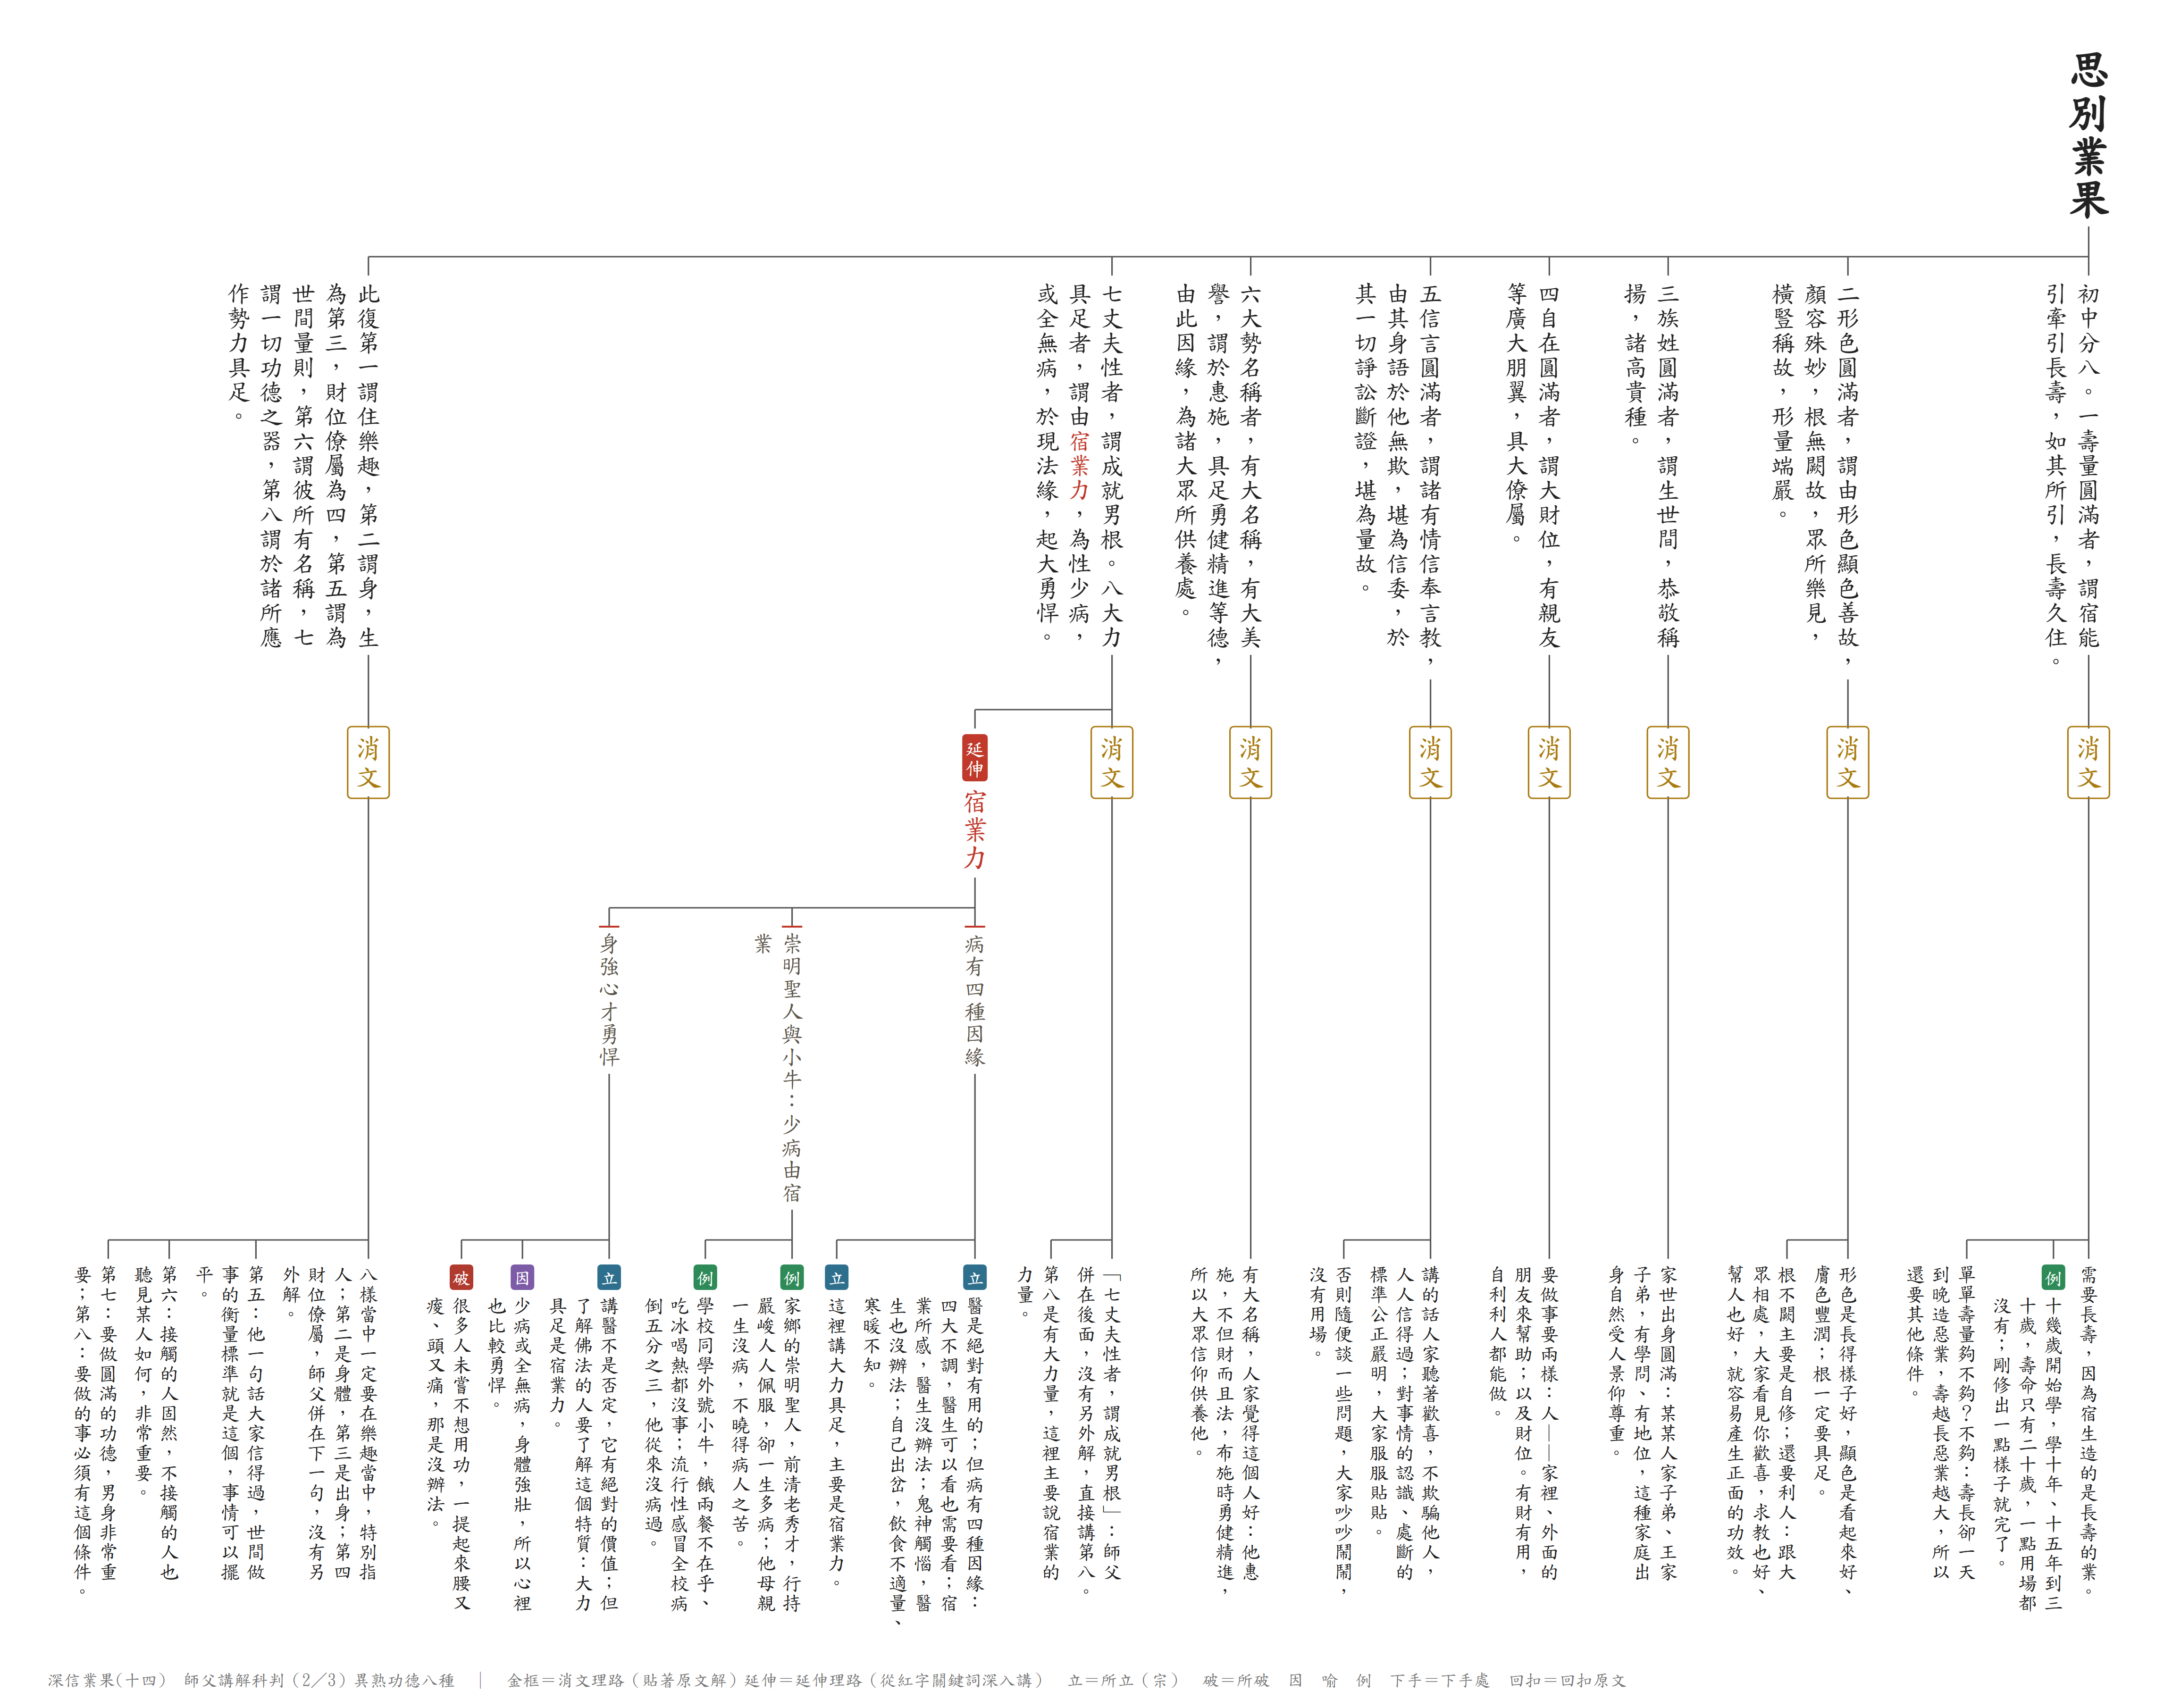 思別業果
初中分八。一壽量圓滿者，謂宿能
引牽引長壽，如其所引，長壽久住。
二形色圓滿者，謂由形色顯色善故，
顏容殊妙，根無闕故，眾所樂見，
橫豎稱故，形量端嚴。
三族姓圓滿者，謂生世間，恭敬稱
揚，諸高貴種。
四自在圓滿者，謂大財位，有親友
等廣大朋翼，具大僚屬。
五信言圓滿者，謂諸有情信奉言教，
由其身語於他無欺，堪為信委，於
其一切諍訟斷證，堪為量故。
六大勢名稱者，有大名稱，有大美
譽，謂於惠施，具足勇健精進等德，
由此因緣，為諸大眾所供養處。
七丈夫性者，謂成就男根。八大力
具足者，謂由宿業力，為性少病，
或全無病，於現法緣，起大勇悍。
此復第一謂住樂趣，第二謂身，生
為第三，財位僚屬為四，第五謂為
世間量則，第六謂彼所有名稱，七
謂一切功德之器，第八謂於諸所應
作勢力具足。
消文
消文
消文
消文
消文
消文
消文
消文
延伸
宿業力
病有四種因緣
崇明聖人與小牛：少病由宿
業
身強心才勇悍
需要長壽，因為宿生造的是長壽的業。
例
十幾歲開始學，學十年、十五年到三
十歲，壽命只有二十歲，一點用場都
沒有；剛修出一點樣子就完了。
單單壽量夠不夠？不夠：壽長卻一天
到晚造惡業，壽越長惡業越大，所以
還要其他條件。
形色是長得樣子好，顯色是看起來好、
膚色豐潤；根一定要具足。
根不闕主要是自修；還要利人：跟大
眾相處，大家看見你歡喜，求教也好、
幫人也好，就容易產生正面的功效。
家世出身圓滿：某某人家子弟、王家
子弟，有學問、有地位，這種家庭出
身自然受人景仰尊重。
要做事要兩樣：人——家裡、外面的
朋友來幫助；以及財位。有財有用，
自利利人都能做。
講的話人家聽著歡喜，不欺騙他人，
人人信得過；對事情的認識、處斷的
標準公正嚴明，大家服服貼貼。
否則隨便談一些問題，大家吵吵鬧鬧，
沒有用場。
有大名稱，人家覺得這個人好：他惠
施，不但財而且法，布施時勇健精進，
所以大眾信仰供養他。
「七丈夫性者，謂成就男根」：師父
併在後面，沒有另外解，直接講第八。
第八是有大力量，這裡主要說宿業的
力量。
立
醫是絕對有用的；但病有四種因緣：
四大不調，醫生可以看也需要看；宿
業所感，醫生沒辦法；鬼神觸惱，醫
生也沒辦法；自己出岔，飲食不適量、
寒暖不知。
立
這裡講大力具足，主要是宿業力。
例
家鄉的崇明聖人，前清老秀才，行持
嚴峻人人佩服，卻一生多病；他母親
一生沒病，不曉得病人之苦。
例
學校同學外號小牛，餓兩餐不在乎、
吃冰喝熱都沒事；流行性感冒全校病
倒五分之三，他從來沒病過。
立
講醫不是否定，它有絕對的價值；但
了解佛法的人要了解這個特質：大力
具足是宿業力。
因
少病或全無病，身體強壯，所以心裡
也比較勇悍。
破
很多人未嘗不想用功，一提起來腰又
痠、頭又痛，那是沒辦法。
八樣當中一定要在樂趣當中，特別指
人；第二是身體，第三是出身；第四
財位僚屬，師父併在下一句，沒有另
外解。
第五：他一句話大家信得過，世間做
事的衡量標準就是這個，事情可以擺
平。
第六：接觸的人固然，不接觸的人也
聽見某人如何，非常重要。
第七：要做圓滿的功德，男身非常重
要；第八：要做的事必須有這個條件。
深信業果(十四)　師父講解科判（2／3）異熟功德八種　｜　金框＝消文理路（貼著原文解）延伸＝延伸理路（從紅字關鍵詞深入講）　立＝所立（宗）　破＝所破　因　喻　例　下手＝下手處　回扣＝回扣原文